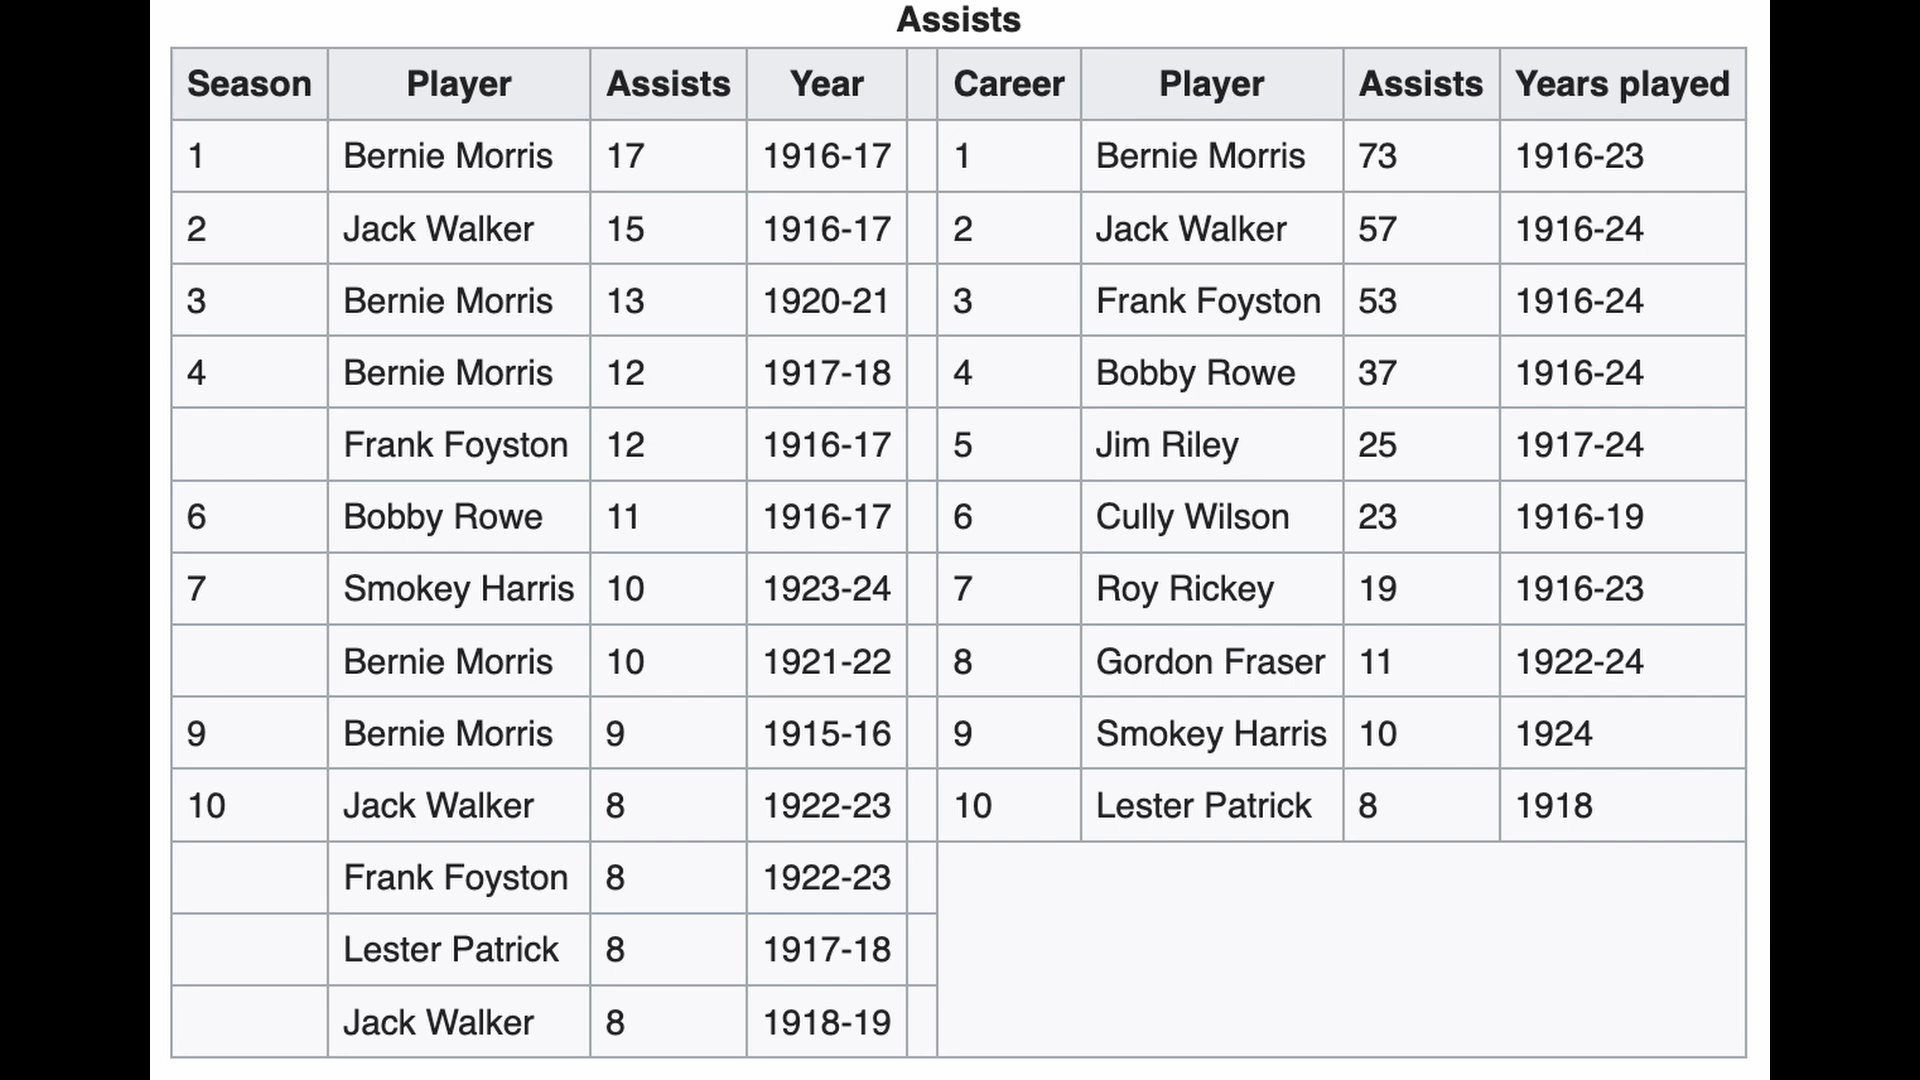 Assists
Season Player Assists Year Career Player Assists Years played
1 Bernie Morris 17 1916-17 1 Bernie Morris 73 1916-23
2 Jack Walker 15 1916-17 2 Jack Walker 57 1916-24
3 Bernie Morris 13 1920-21 3 Frank Foyston 53 1916-24
4 Bernie Morris 12 1917-18 4 Bobby Rowe 37 1916-24
Frank Foyston 12 1916-17 5 Jim Riley 25 1917-24
6 Bobby Rowe 11 1916-17 6 Cully Wilson 23 1916-19
7 Smokey Harris 10 1923-24 7 Roy Rickey 19 1916-23
Bernie Morris 10 1921-22 8 Gordon Fraser 11 1922-24
9 Bernie Morris 9 1915-16 9 Smokey Harris 10 1924
10 Jack Walker 8 1922-23 10 Lester Patrick 8 1918
Frank Foyston 8 1922-23
Lester Patrick 8 1917-18
Jack Walker 8 1918-19